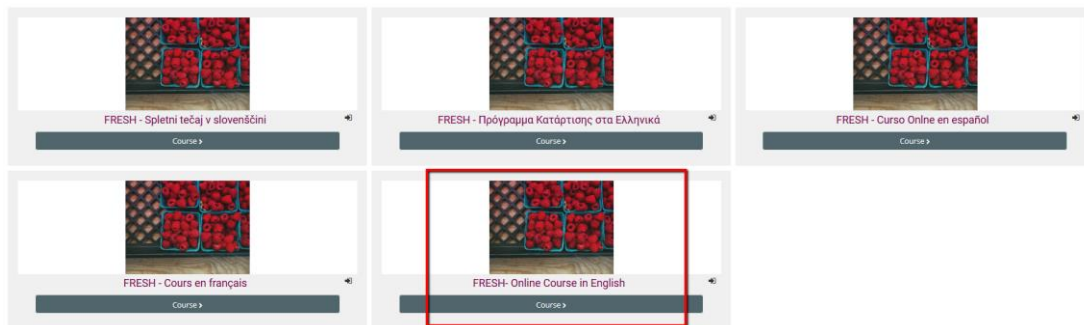 FRESH - Spletni tečaj v slovenščini
Course >
FRESH - Πρόγραμμα Κατάρτισης στα Ελληνικά
Course >
FRESH - Curso Onlne en español
Course >
FRESH - Cours en français
Course >
FRESH- Online Course in English
Course >